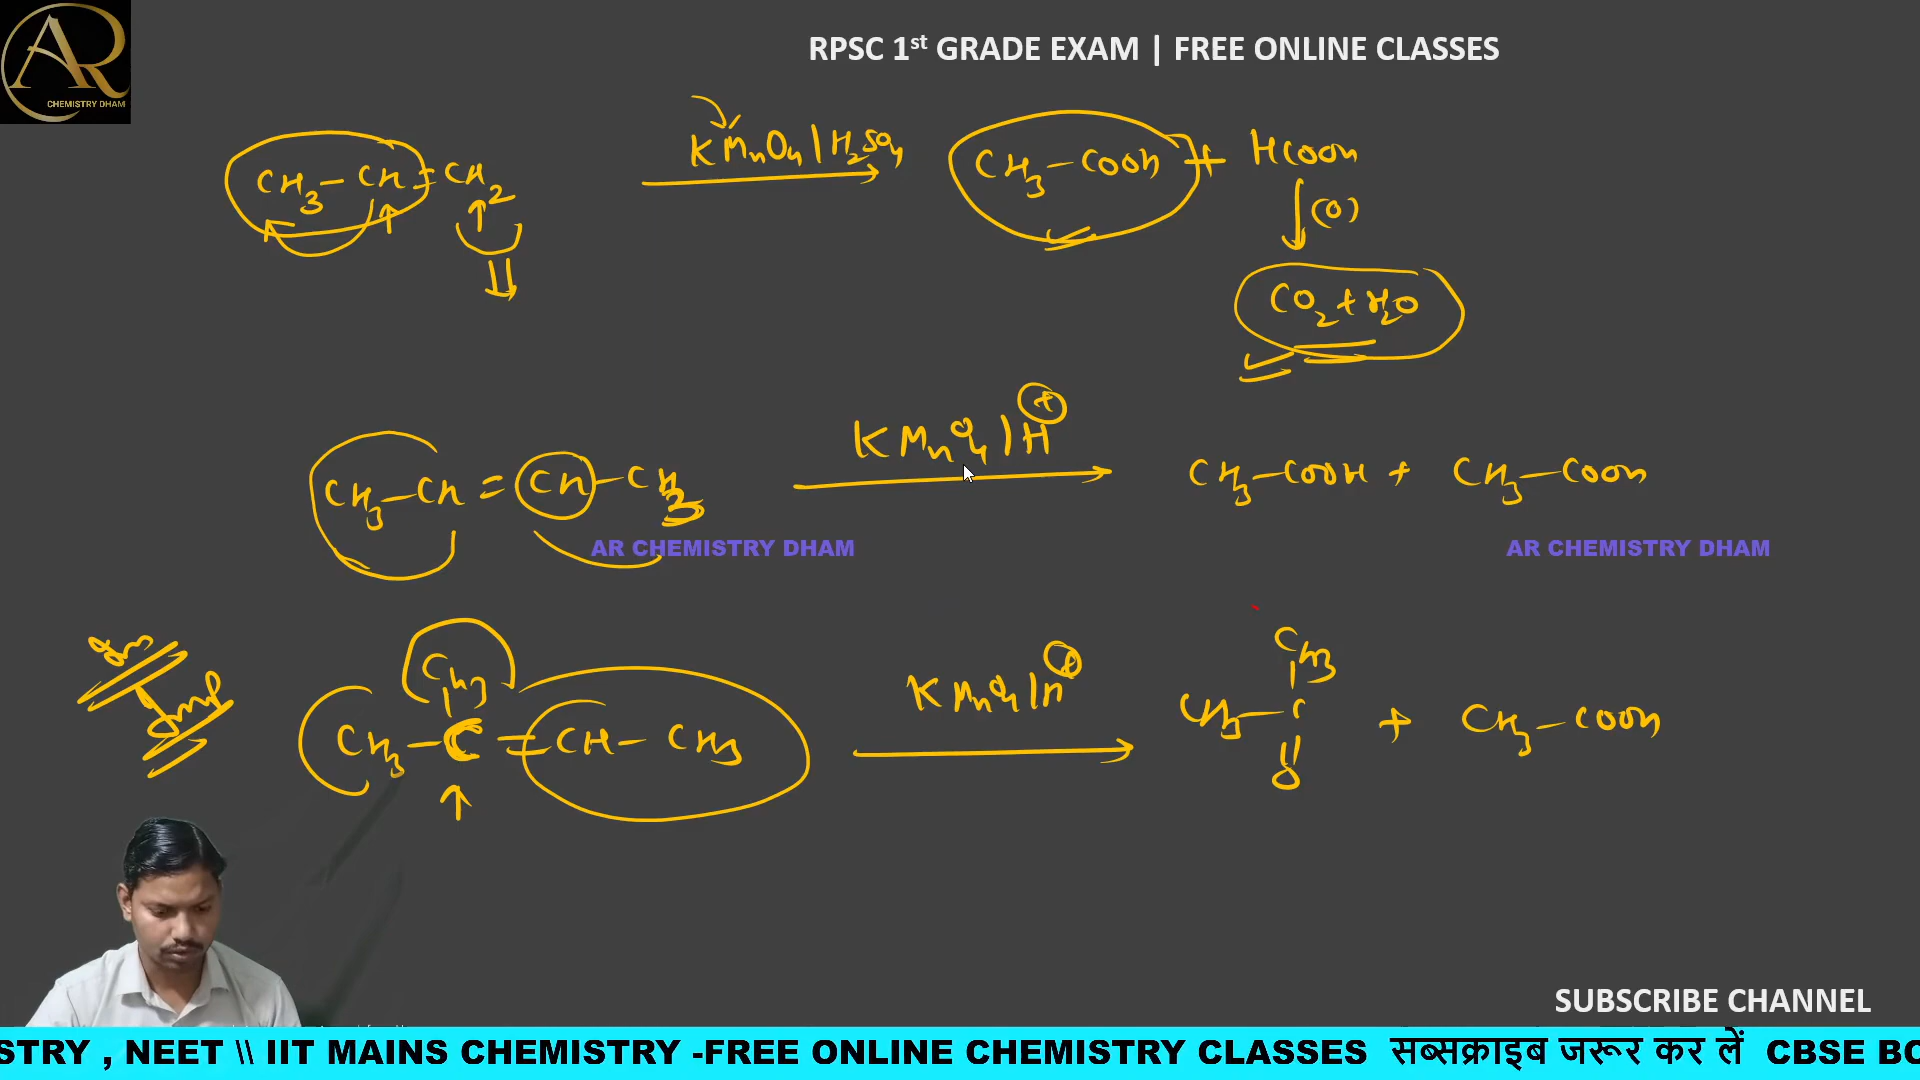 AR
CHEMISTRY DHAM
RPSC 1st GRADE EXAM | FREE ONLINE CLASSES
CH3-CH=CH2 KMnO4|H2SO4 CH3-COOH + HCOOH
(O)
CO2+H2O
CH3-CH=CH-CH3 KMnO4|H+ CH3-COOH + CH3-COOH
AR CHEMISTRY DHAM AR CHEMISTRY DHAM
Imp
CH3 CH3
CH3-C=CH-CH3 KMnO4|H+ CH3-C + CH3-COOH
O
SUBSCRIBE CHANNEL
STRY , NEET \\ IIT MAINS CHEMISTRY -FREE ONLINE CHEMISTRY CLASSES सब्सक्राइब जरूर कर लें CBSE BO